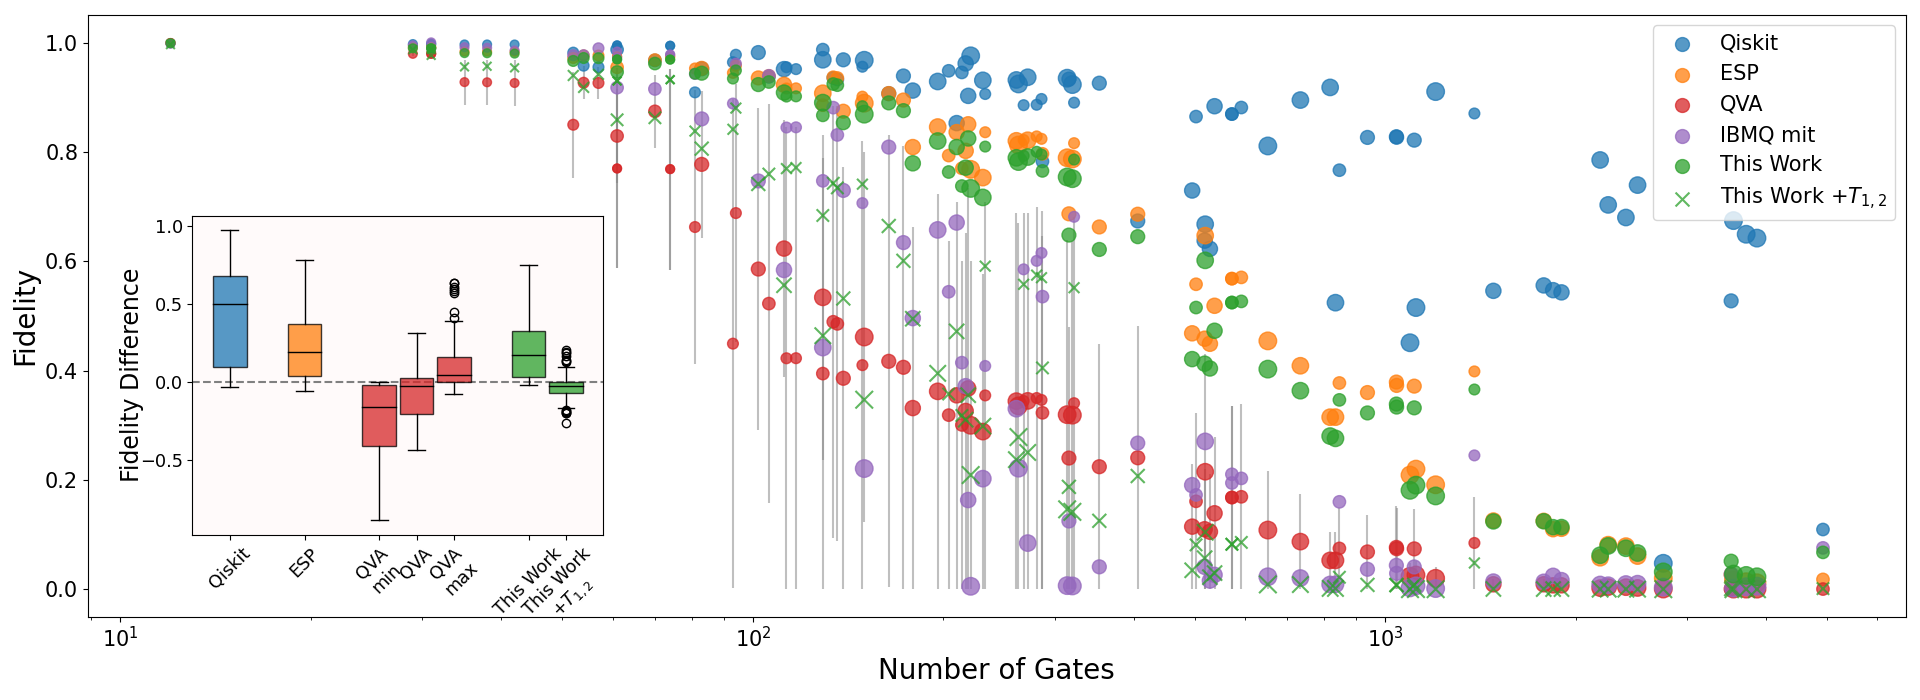 Fidelity
1.0
0.8
0.6
0.4
0.2
0.0
Qiskit
ESP
QVA
IBMQ mit
This Work
This Work +T₁,₂
Fidelity Difference
1.0
0.5
0.0
−0.5
Qiskit
ESP
QVA
min
QVA
QVA
max
This Work
This Work
+T₁,₂
10¹
10²
10³
Number of Gates